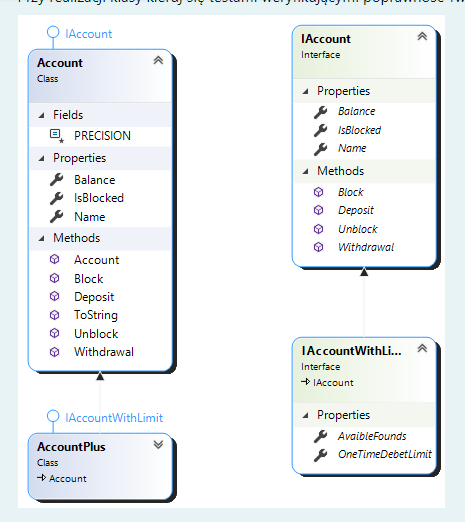 realizacji klasy kieruj się testami weryfikującymi poprawność
IAccount
Account
Class
Fields
PRECISION
Properties
Balance
IsBlocked
Name
Methods
Account
Block
Deposit
ToString
Unblock
Withdrawal
IAccountWithLimit
AccountPlus
Class
Account
IAccount
Interface
Properties
Balance
IsBlocked
Name
Methods
Block
Deposit
Unblock
Withdrawal
IAccountWithLi...
Interface
IAccount
Properties
AvaibleFounds
OneTimeDebetLimit